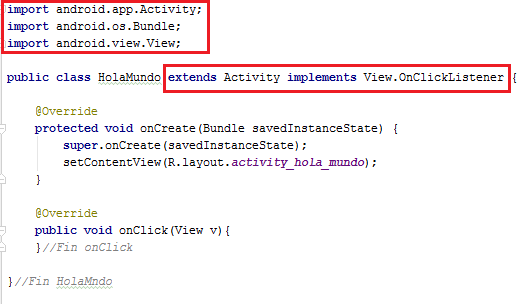 import android.app.Activity;
import android.os.Bundle;
import android.view.View;
public class HolaMundo extends Activity implements View.OnClickListener {
@Override
protected void onCreate(Bundle savedInstanceState) {
super.onCreate(savedInstanceState);
setContentView(R.layout.activity_hola_mundo);
}
@Override
public void onClick(View v){
}//Fin onClick
}//Fin HolaMndo